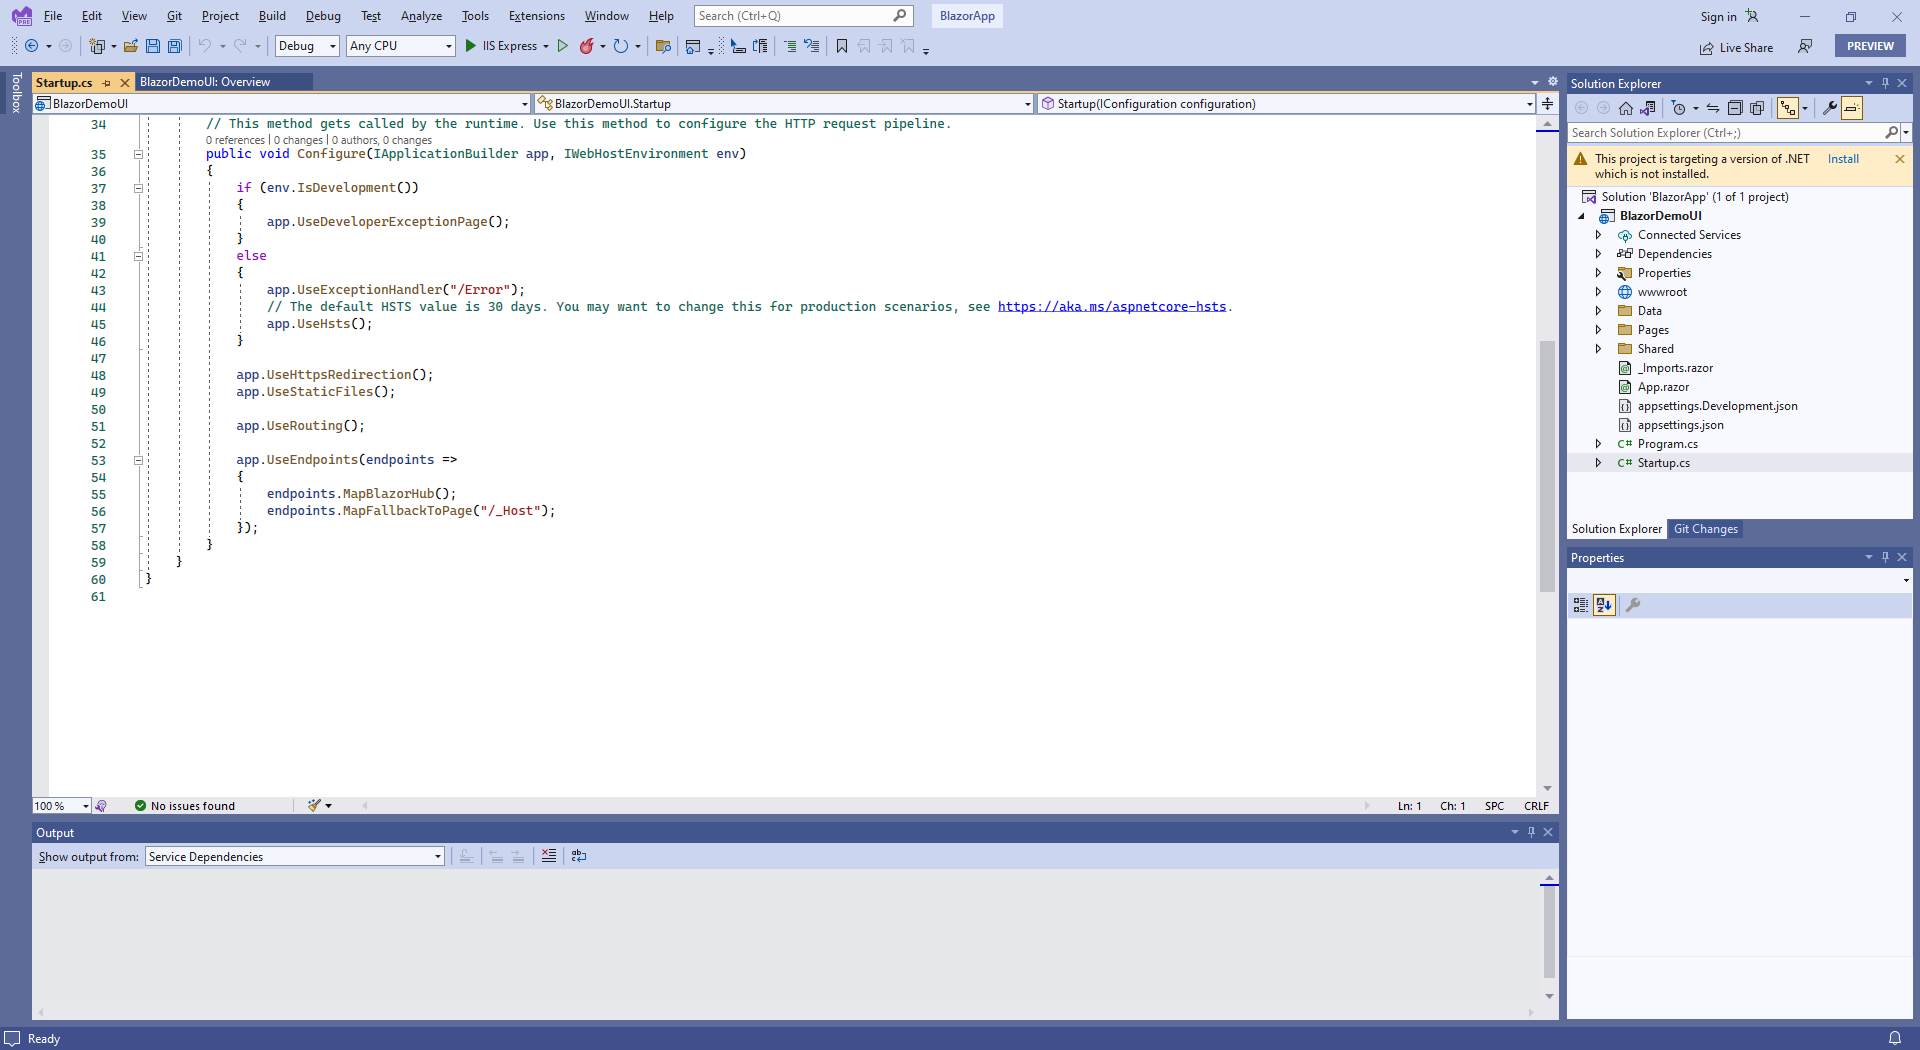 File Edit View Git Project Build Debug Test Analyze Tools Extensions Window Help Search (Ctrl+Q) BlazorApp Sign in
Debug Any CPU IIS Express Live Share PREVIEW
Toolbox
Startup.cs BlazorDemoUI: Overview
BlazorDemoUI BlazorDemoUI.Startup Startup(IConfiguration configuration)
34 // This method gets called by the runtime. Use this method to configure the HTTP request pipeline.
0 references | 0 changes | 0 authors, 0 changes
35 public void Configure(IApplicationBuilder app, IWebHostEnvironment env)
36 {
37 if (env.IsDevelopment())
38 {
39 app.UseDeveloperExceptionPage();
40 }
41 else
42 {
43 app.UseExceptionHandler("/Error");
44 // The default HSTS value is 30 days. You may want to change this for production scenarios, see https://aka.ms/aspnetcore-hsts.
45 app.UseHsts();
46 }
47
48 app.UseHttpsRedirection();
49 app.UseStaticFiles();
50
51 app.UseRouting();
52
53 app.UseEndpoints(endpoints =>
54 {
55 endpoints.MapBlazorHub();
56 endpoints.MapFallbackToPage("/_Host");
57 });
58 }
59 }
60 }
61
100 % No issues found Ln: 1 Ch: 1 SPC CRLF
Output
Show output from: Service Dependencies
Solution Explorer
Search Solution Explorer (Ctrl+;)
This project is targeting a version of .NET Install
which is not installed.
Solution 'BlazorApp' (1 of 1 project)
BlazorDemoUI
Connected Services
Dependencies
Properties
wwwroot
Data
Pages
Shared
_Imports.razor
App.razor
appsettings.Development.json
appsettings.json
C# Program.cs
C# Startup.cs
Solution Explorer Git Changes
Properties
Ready